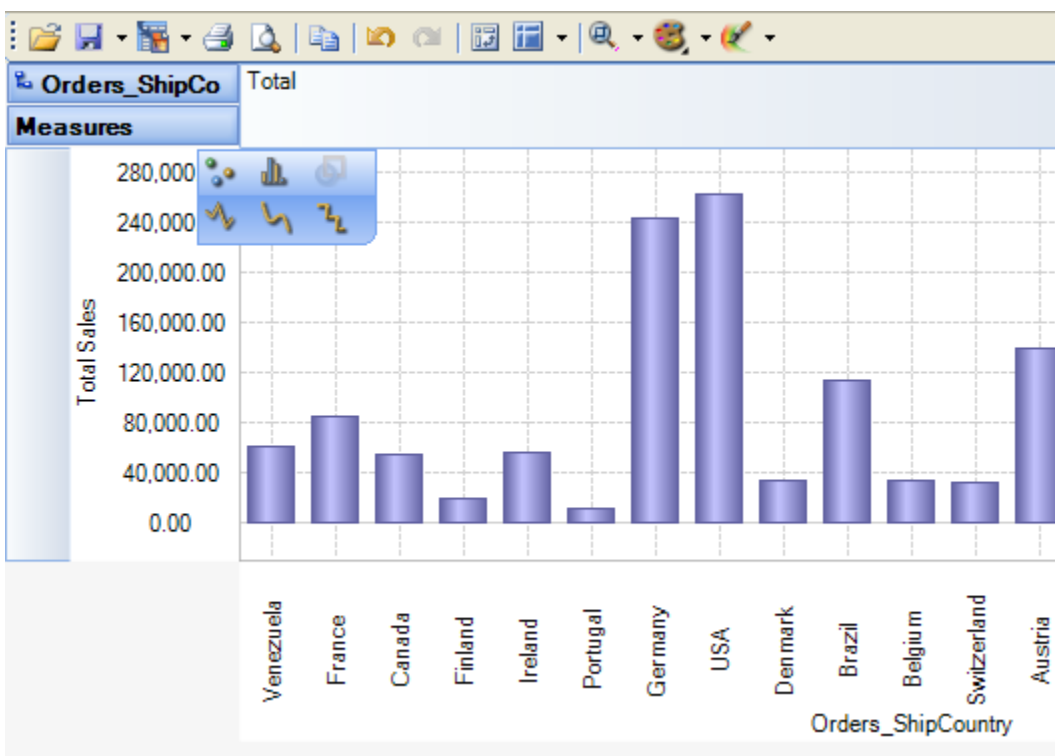 Orders_ShipCo
Total
Measures
280,000
240,000
200,000.00
160,000.00
120,000.00
80,000.00
40,000.00
0.00
Total Sales
Venezuela
France
Canada
Finland
Ireland
Portugal
Germany
USA
Denmark
Brazil
Belgium
Switzerland
Austria
Orders_ShipCountry